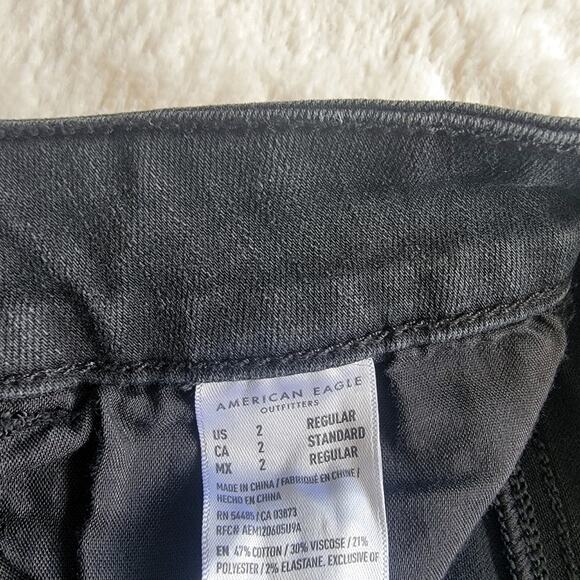 AMERICAN EAGLE
OUTFITTERS
US 2 REGULAR
CA 2 STANDARD
MX 2 REGULAR
MADE IN CHINA / FABRIQUÉ EN CHINE /
HECHO EN CHINA
RN 54485 / CA 03873
RFC# AEM120605U9A
EN 47% COTTON / 30% VISCOSE / 21%
POLYESTER / 2% ELASTANE. EXCLUSIVE OF